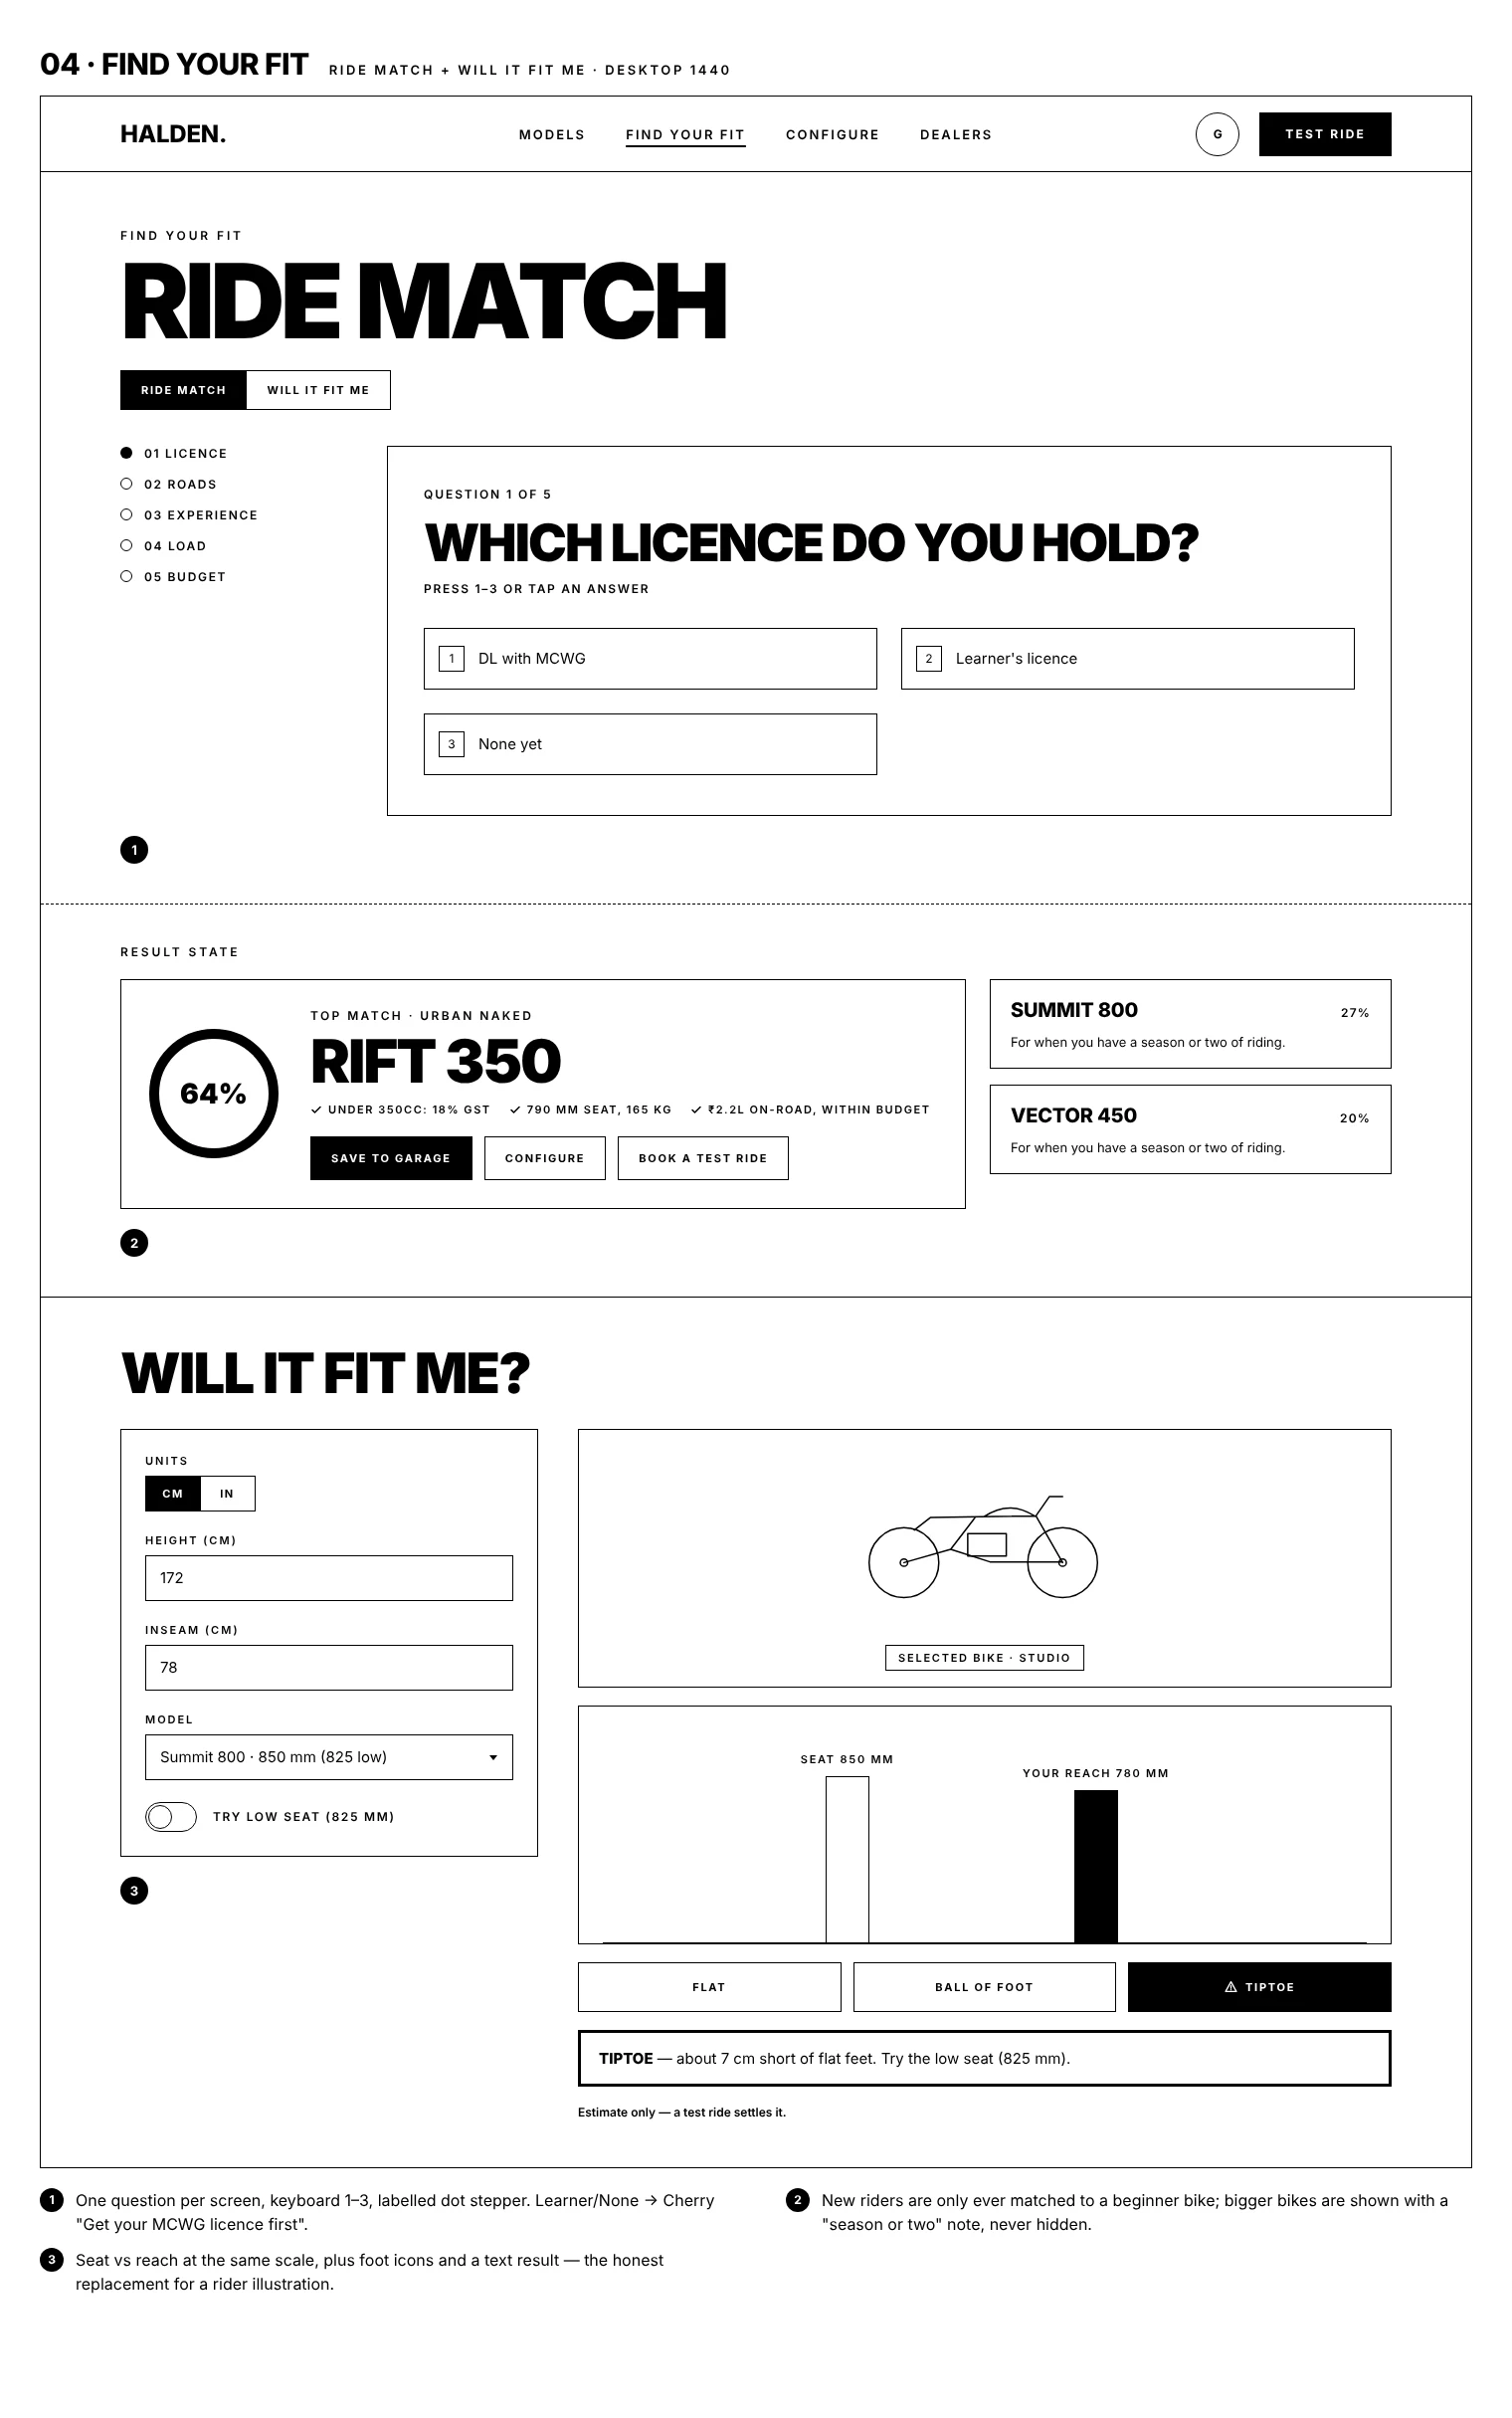 04 · FIND YOUR FIT RIDE MATCH + WILL IT FIT ME · DESKTOP 1440
HALDEN. MODELS FIND YOUR FIT CONFIGURE DEALERS G TEST RIDE
FIND YOUR FIT
RIDE MATCH
RIDE MATCH WILL IT FIT ME
01 LICENCE
02 ROADS
03 EXPERIENCE
04 LOAD
05 BUDGET
QUESTION 1 OF 5
WHICH LICENCE DO YOU HOLD?
PRESS 1–3 OR TAP AN ANSWER
1 DL with MCWG
2 Learner's licence
3 None yet
1
RESULT STATE
64%
TOP MATCH · URBAN NAKED
RIFT 350
✓ UNDER 350CC: 18% GST ✓ 790 MM SEAT, 165 KG ✓ ₹2.2L ON-ROAD, WITHIN BUDGET
SAVE TO GARAGE CONFIGURE BOOK A TEST RIDE
SUMMIT 800 27%
For when you have a season or two of riding.
VECTOR 450 20%
For when you have a season or two of riding.
2
WILL IT FIT ME?
UNITS
CM IN
HEIGHT (CM)
172
INSEAM (CM)
78
MODEL
Summit 800 · 850 mm (825 low)
TRY LOW SEAT (825 MM)
3
SELECTED BIKE · STUDIO
SEAT 850 MM
YOUR REACH 780 MM
FLAT BALL OF FOOT ⚠ TIPTOE
TIPTOE — about 7 cm short of flat feet. Try the low seat (825 mm).
Estimate only — a test ride settles it.
1 One question per screen, keyboard 1–3, labelled dot stepper. Learner/None → Cherry
"Get your MCWG licence first".
2 New riders are only ever matched to a beginner bike; bigger bikes are shown with a
"season or two" note, never hidden.
3 Seat vs reach at the same scale, plus foot icons and a text result — the honest
replacement for a rider illustration.